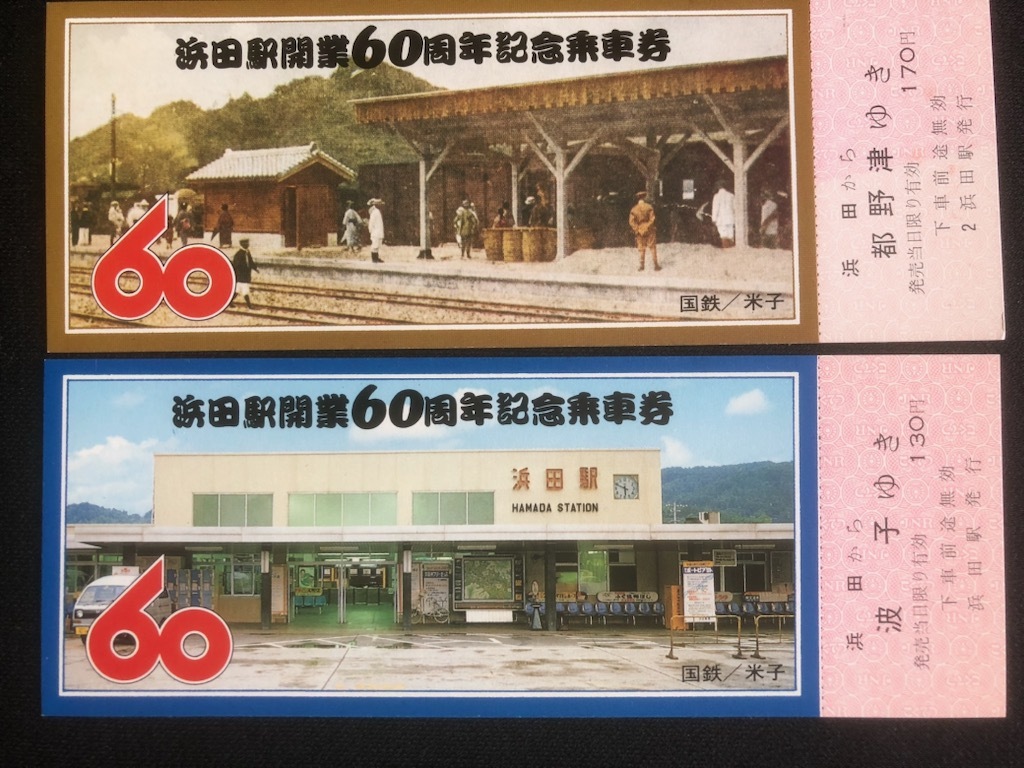 浜田駅開業60周年記念乗車券
60
国鉄／米子
浜田から
都野津ゆき
170円
発売当日限り有効
下車前途無効
2 浜田駅発行
浜田駅開業60周年記念乗車券
浜田駅
HAMADA STATION
60
国鉄／米子
浜田から
波子ゆき
130円
発売当日限り有効
下車前途無効
浜田駅発行